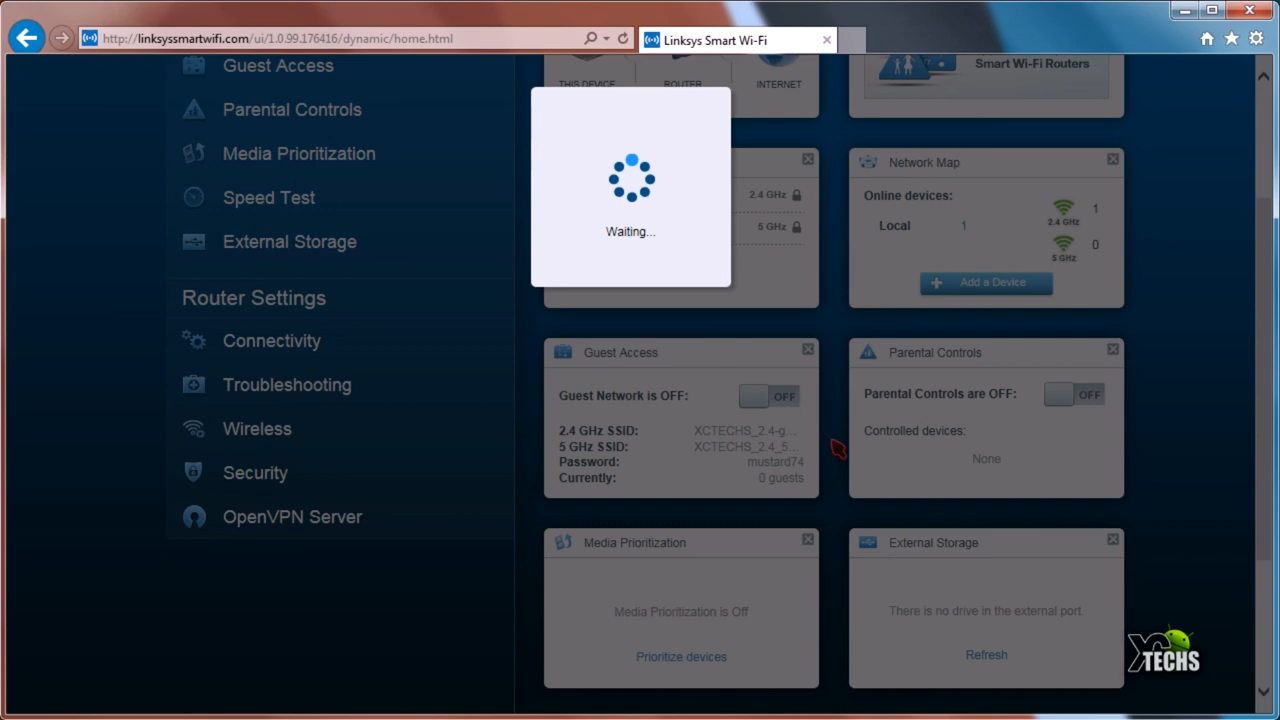 http://linksyssmartwifi.com/ui/1.0.99.176416/dynamic/home.html
Linksys Smart Wi-Fi
Guest Access
Parental Controls
Media Prioritization
Speed Test
External Storage
Router Settings
Connectivity
Troubleshooting
Wireless
Security
OpenVPN Server
THIS DEVICE
ROUTER
INTERNET
Smart Wi-Fi Routers
Waiting...
2.4 GHz
5 GHz
Network Map
Online devices:
Local 1
2.4 GHz 1
5 GHz 0
Add a Device
Guest Access
Guest Network is OFF: OFF
2.4 GHz SSID: XCTECHS_2.4-g...
5 GHz SSID: XCTECHS_2.4_5...
Password: mustard74
Currently: 0 guests
Parental Controls
Parental Controls are OFF: OFF
Controlled devices:
None
Media Prioritization
Media Prioritization is Off
Prioritize devices
External Storage
There is no drive in the external port.
Refresh
XCTECHS